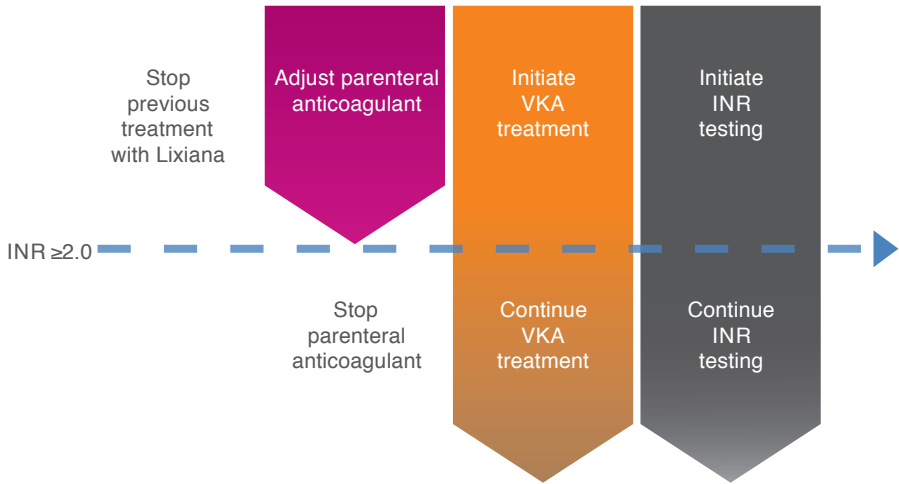 Stop
previous
treatment
with Lixiana
Adjust parenteral
anticoagulant
Initiate
VKA
treatment
Initiate
INR
testing
INR ≥2.0
Stop
parenteral
anticoagulant
Continue
VKA
treatment
Continue
INR
testing